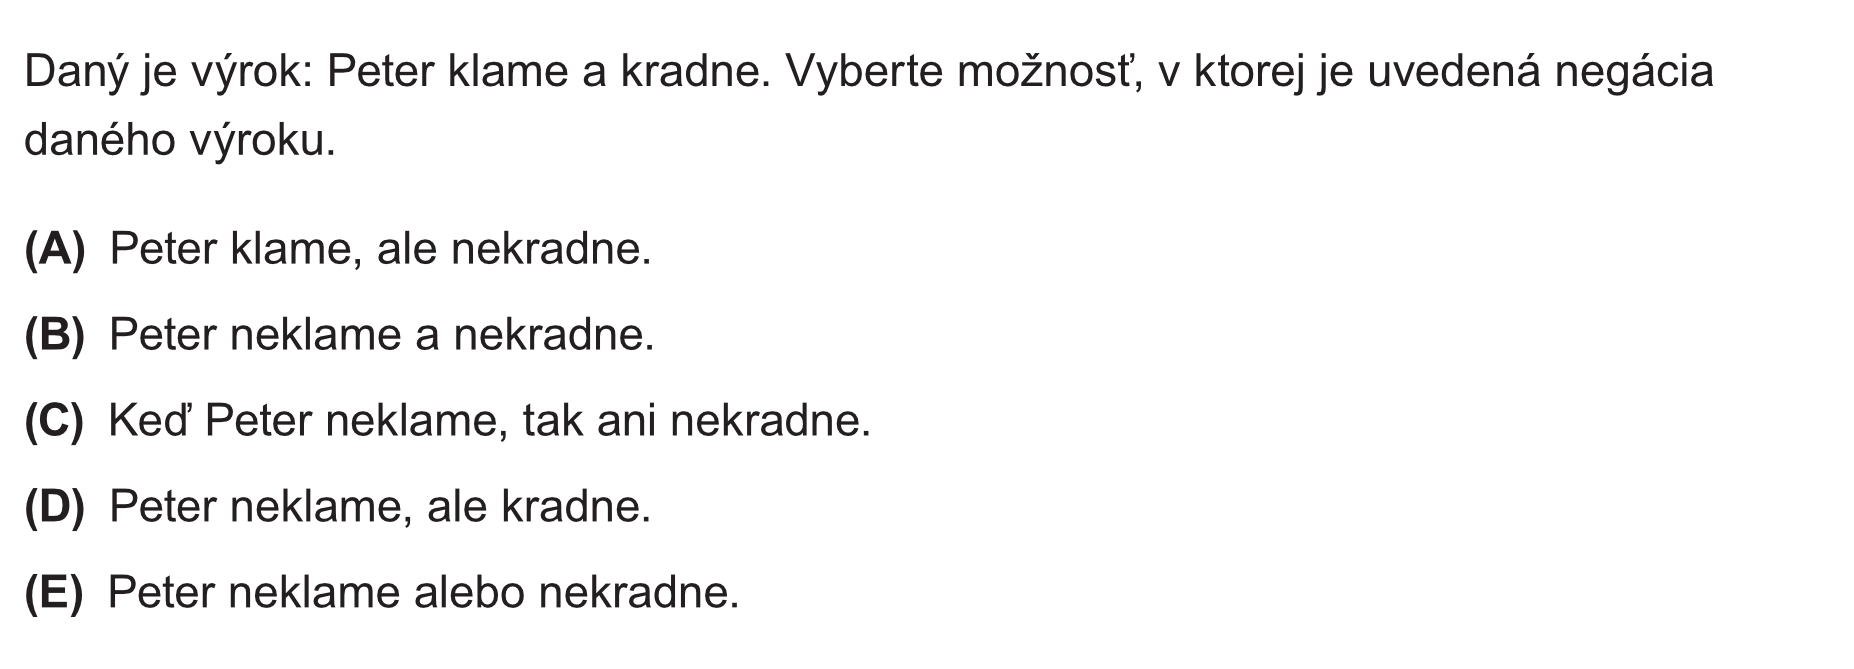 Daný je výrok: Peter klame a kradne. Vyberte možnosť, v ktorej je uvedená negácia
daného výroku.
(A) Peter klame, ale nekradne.
(B) Peter neklame a nekradne.
(C) Keď Peter neklame, tak ani nekradne.
(D) Peter neklame, ale kradne.
(E) Peter neklame alebo nekradne.